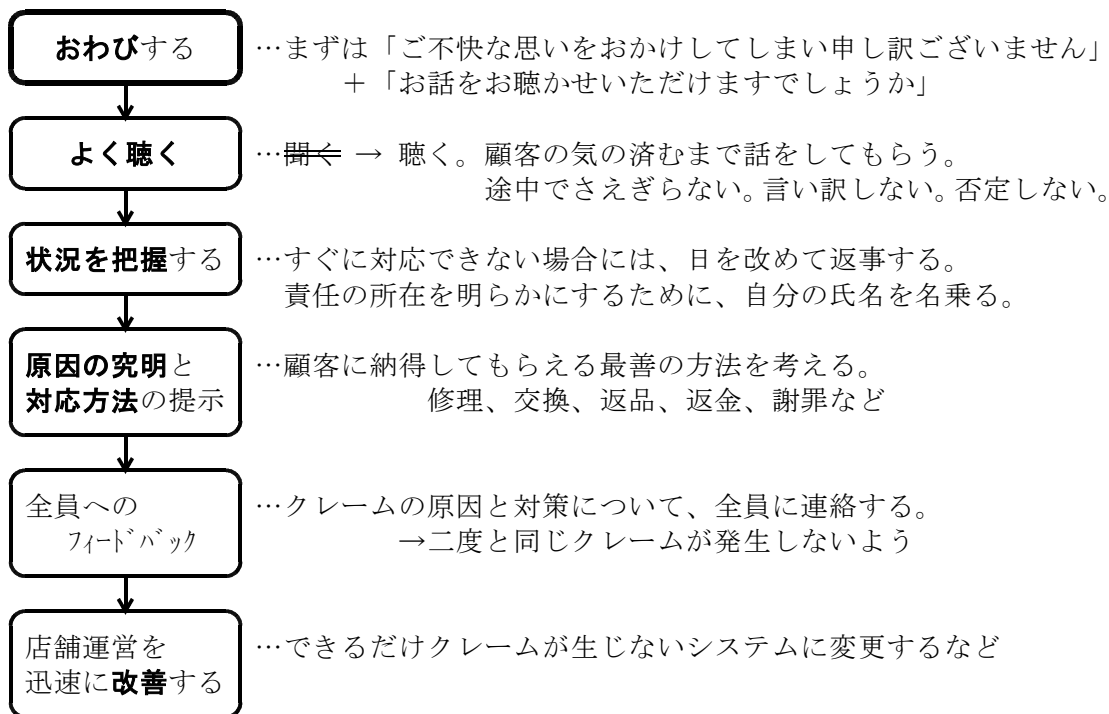 おわびする …まずは「ご不快な思いをおかけしてしまい申し訳ございません」
＋「お話をお聴かせいただけますでしょうか」
よく聴く …聞く → 聴く。顧客の気の済むまで話をしてもらう。
途中でさえぎらない。言い訳しない。否定しない。
状況を把握する …すぐに対応できない場合には、日を改めて返事する。
責任の所在を明らかにするために、自分の氏名を名乗る。
原因の究明と
対応方法の提示
…顧客に納得してもらえる最善の方法を考える。
修理、交換、返品、返金、謝罪など
全員への
ﾌｨｰﾄﾞﾊﾞｯｸ
…クレームの原因と対策について、全員に連絡する。
→二度と同じクレームが発生しないよう
店舗運営を
迅速に改善する
…できるだけクレームが生じないシステムに変更するなど